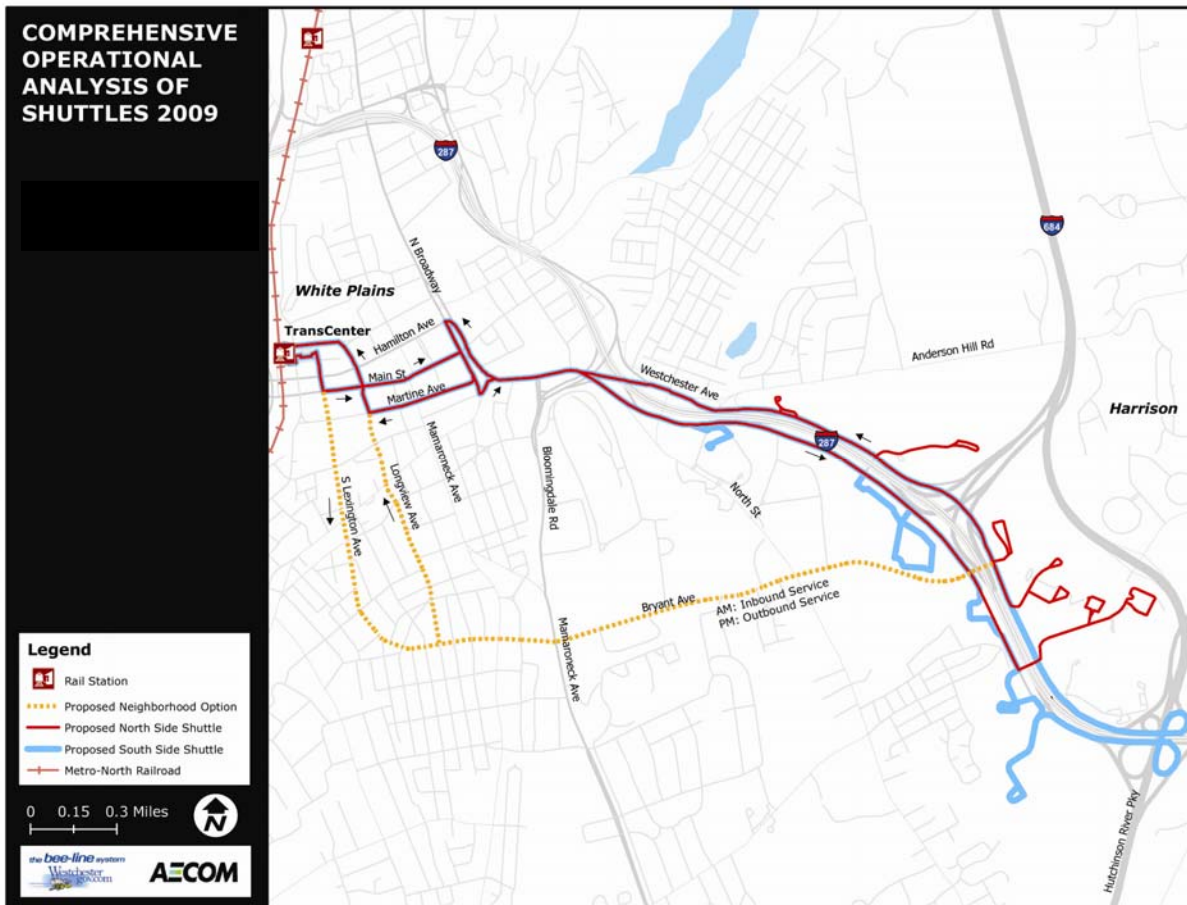 COMPREHENSIVE
OPERATIONAL
ANALYSIS OF
SHUTTLES 2009
287
684
N Broadway
White Plains
TransCenter
Hamilton Ave
Main St
Martine Ave
Westchester Ave
Anderson Hill Rd
Harrison
287
Mamaroneck Ave
Longview Ave
S Lexington Ave
Bloomingdale Rd
North St
Bryant Ave
AM: Inbound Service
PM: Outbound Service
Mamaroneck Ave
Hutchinson River Pky
Legend
Rail Station
Proposed Neighborhood Option
Proposed North Side Shuttle
Proposed South Side Shuttle
Metro-North Railroad
0 0.15 0.3 Miles
N
the bee-line system
Westchester
gov.com
AECOM